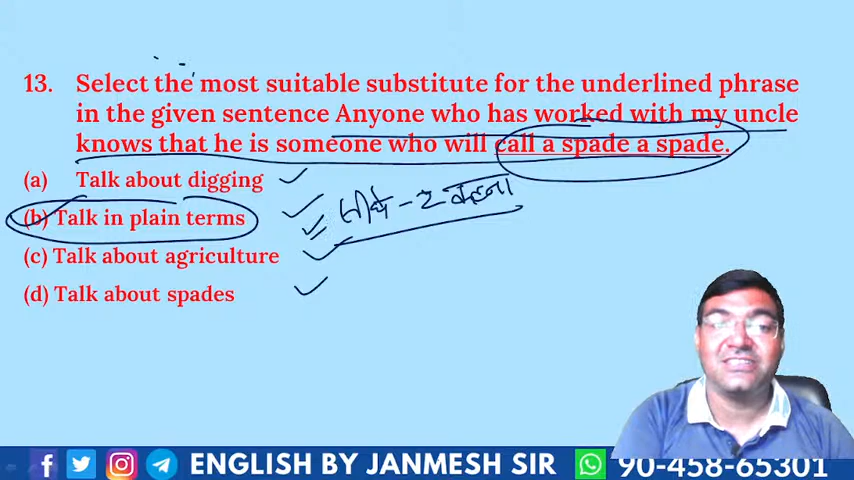 13. Select the most suitable substitute for the underlined phrase
in the given sentence Anyone who has worked with my uncle
knows that he is someone who will call a spade a spade.
(a) Talk about digging
(b) Talk in plain terms
(c) Talk about agriculture
(d) Talk about spades
ENGLISH BY JANMESH SIR 90-458-65301